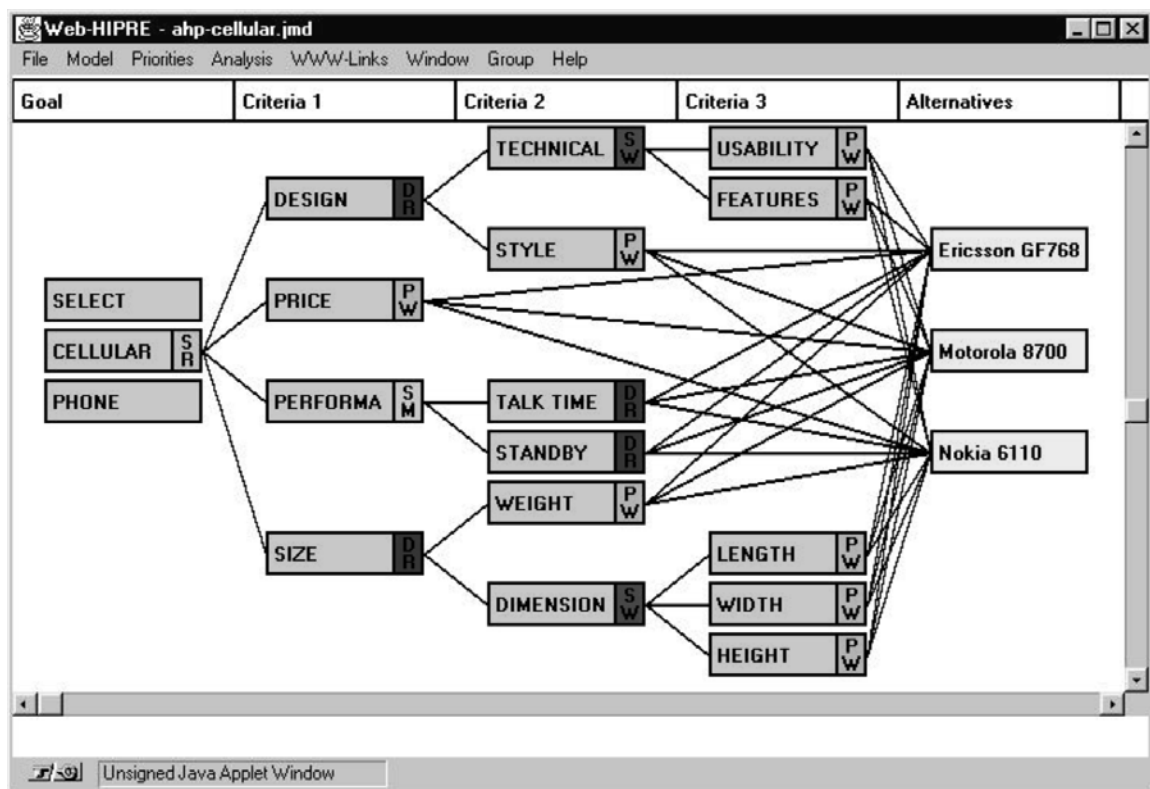 Web-HIPRE - ahp-cellular.jmd
File Model Priorities Analysis WWW-Links Window Group Help
Goal Criteria 1 Criteria 2 Criteria 3 Alternatives
TECHNICAL SW USABILITY PW
DESIGN DR FEATURES PW
STYLE PW Ericsson GF768
SELECT PRICE PW
CELLULAR SR Motorola 8700
PHONE PERFORMA SM TALK TIME DR
STANDBY DR Nokia 6110
WEIGHT PW
SIZE DR LENGTH PW
DIMENSION SW WIDTH PW
HEIGHT PW
Unsigned Java Applet Window